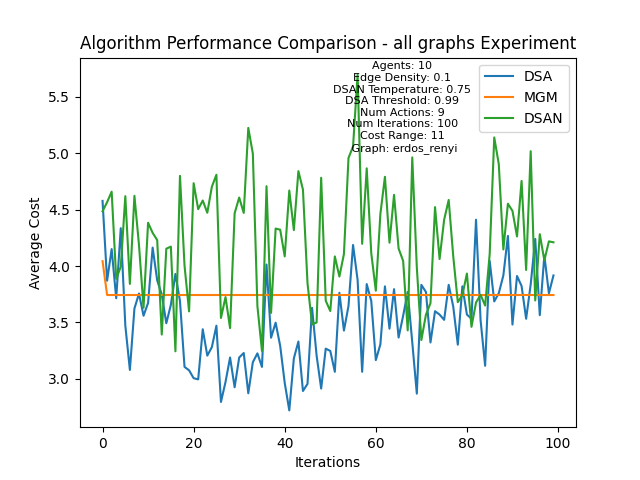 Algorithm Performance Comparison - all graphs Experiment
Agents: 10
Edge Density: 0.1
DSAN Temperature: 0.75
DSA Threshold: 0.99
Num Actions: 9
Num Iterations: 100
Cost Range: 11
Graph: erdos_renyi
DSA
MGM
DSAN
5.5
5.0
4.5
4.0
3.5
3.0
Average Cost
0 20 40 60 80 100
Iterations